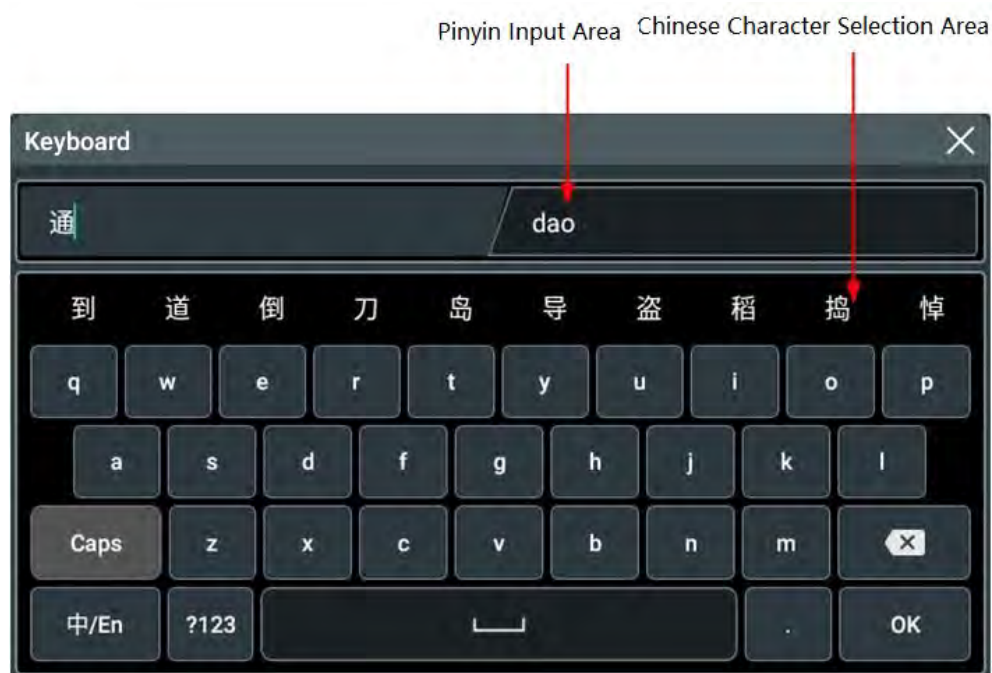 Pinyin Input Area Chinese Character Selection Area
Keyboard
通 dao
到 道 倒 刀 岛 导 盗 稻 捣 悼
q w e r t y u i o p
a s d f g h j k l
Caps z x c v b n m
中/En ?123 . OK